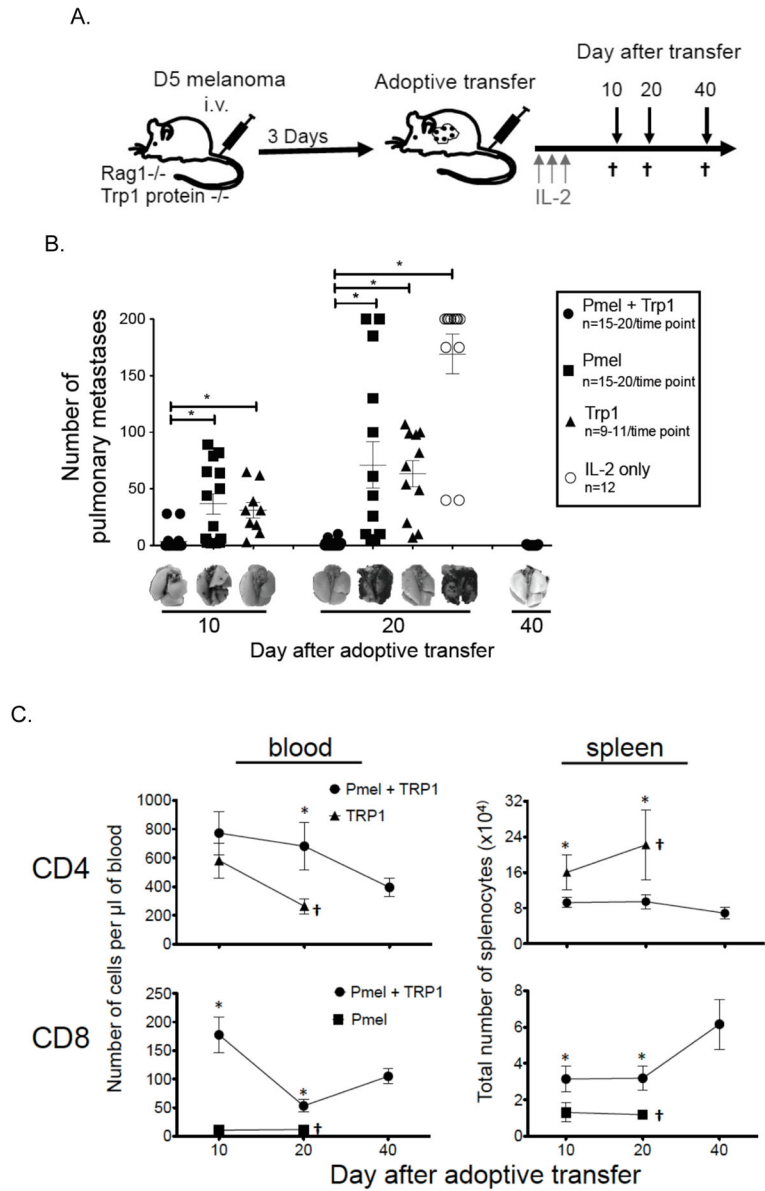 A.
D5 melanoma
i.v.
3 Days
Adoptive transfer
Day after transfer
10 20 40
Rag1-/-
Trp1 protein -/-
IL-2
† † †
B.
Number of
pulmonary metastases
200
150
100
50
0
* *
* * *
Pmel + Trp1
n=15-20/time point
Pmel
n=15-20/time point
Trp1
n=9-11/time point
IL-2 only
n=12
10 20 40
Day after adoptive transfer
C.
blood
spleen
CD4
CD8
Number of cells per µl of blood
Total number of splenocytes (x10⁴)
1000
800
600
400
200
0
Pmel + TRP1
TRP1
*
†
32
24
16
8
0
* *
†
250
200
150
100
50
0
Pmel + TRP1
Pmel
* *
†
8
6
4
2
0
* *
†
10 20 40
10 20 40
Day after adoptive transfer